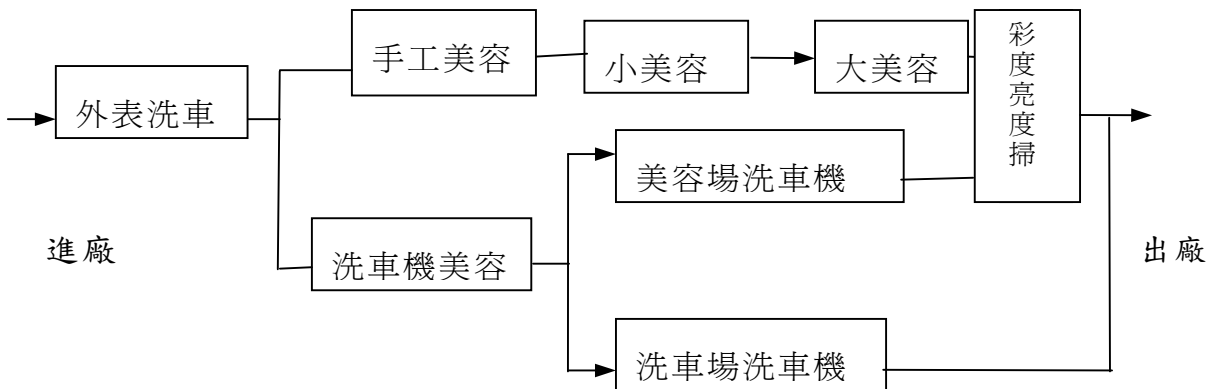 外表洗車
手工美容
小美容
大美容
彩度亮度掃
美容場洗車機
洗車機美容
洗車場洗車機
進廠
出廠